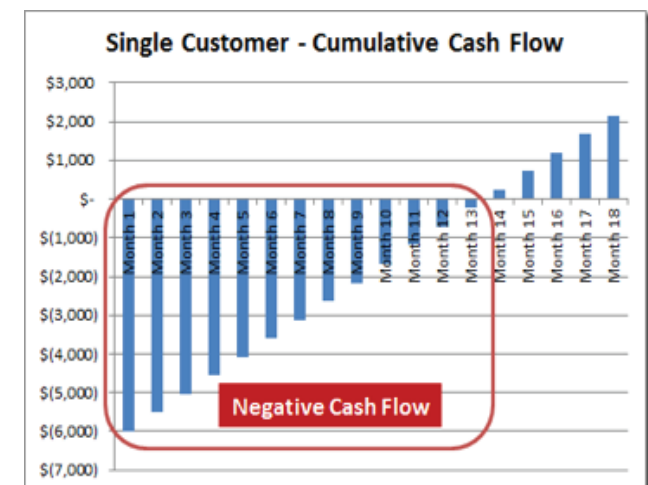 Single Customer - Cumulative Cash Flow
$3,000
$2,000
$1,000
$-
$(1,000)
$(2,000)
$(3,000)
$(4,000)
$(5,000)
$(6,000)
$(7,000)
Month 1
Month 2
Month 3
Month 4
Month 5
Month 6
Month 7
Month 8
Month 9
Month 10
Month 11
Month 12
Month 13
Month 14
Month 15
Month 16
Month 17
Month 18
Negative Cash Flow